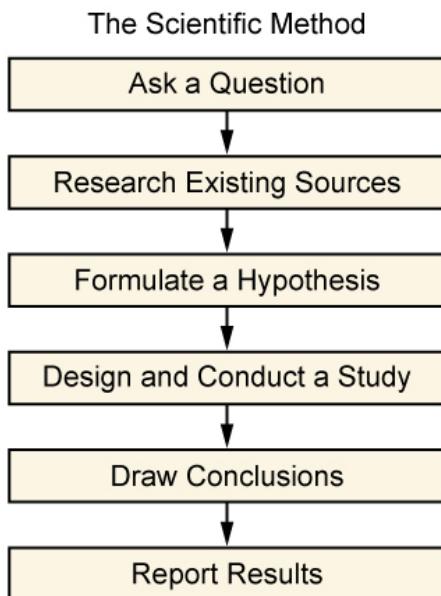 The Scientific Method
Ask a Question
Research Existing Sources
Formulate a Hypothesis
Design and Conduct a Study
Draw Conclusions
Report Results